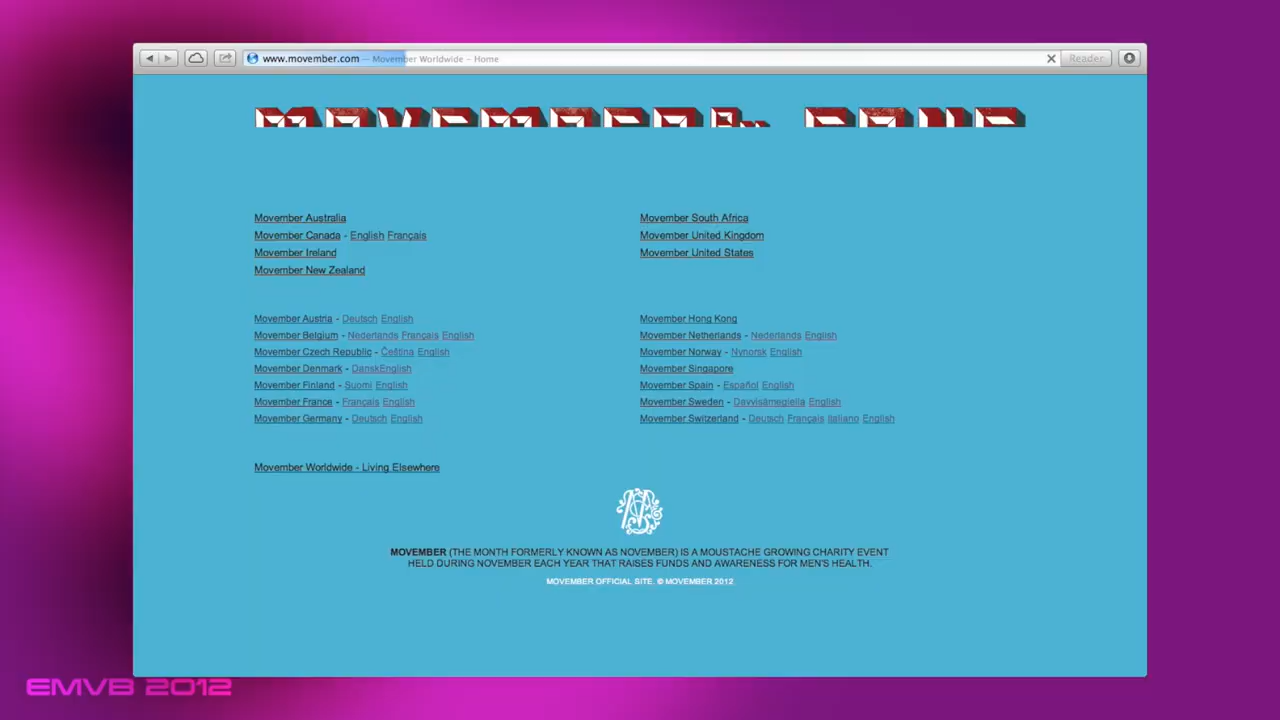 www.movember.com — Movember Worldwide – Home
Reader
Movember Australia
Movember Canada - English Français
Movember Ireland
Movember New Zealand
Movember South Africa
Movember United Kingdom
Movember United States
Movember Austria - Deutsch English
Movember Belgium - Nederlands Français English
Movember Czech Republic - Čeština English
Movember Denmark - DanskEnglish
Movember Finland - Suomi English
Movember France - Français English
Movember Germany - Deutsch English
Movember Hong Kong
Movember Netherlands - Nederlands English
Movember Norway - Nynorsk English
Movember Singapore
Movember Spain - Español English
Movember Sweden - Davvisámegiella English
Movember Switzerland - Deutsch Français Italiano English
Movember Worldwide - Living Elsewhere
MOVEMBER (THE MONTH FORMERLY KNOWN AS NOVEMBER) IS A MOUSTACHE GROWING CHARITY EVENT
HELD DURING NOVEMBER EACH YEAR THAT RAISES FUNDS AND AWARENESS FOR MEN'S HEALTH.
MOVEMBER OFFICIAL SITE. © MOVEMBER 2012
EMVB 2012